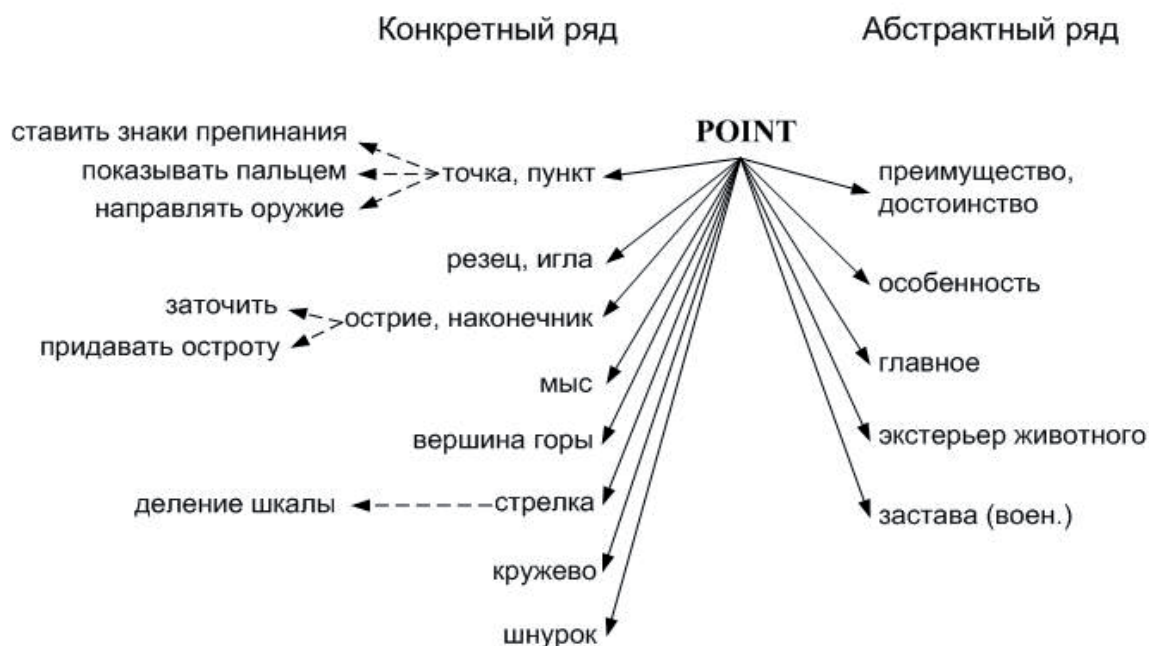 Конкретный ряд
Абстрактный ряд
POINT
ставить знаки препинания
показывать пальцем
направлять оружие
точка, пункт
резец, игла
заточить
придавать остроту
острие, наконечник
мыс
вершина горы
деление шкалы
стрелка
кружево
шнурок
преимущество,
достоинство
особенность
главное
экстерьер животного
застава (воен.)